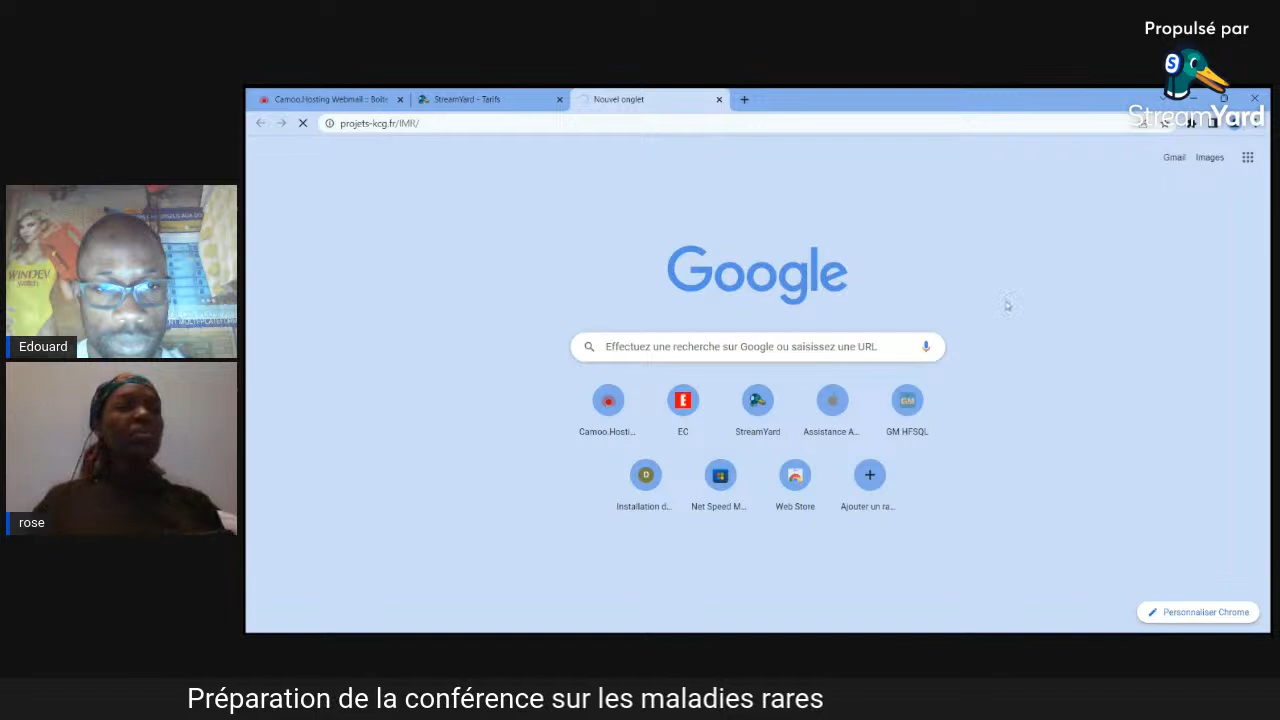 Propulsé par
StreamYard
Camoo.Hosting Webmail :: Boîte
StreamYard - Tarifs
Nouvel onglet
projets-kcg.fr/IMR/
Gmail
Images
Google
Effectuez une recherche sur Google ou saisissez une URL
Camoo.Hosti...
EC
StreamYard
Assistance A...
GM HFSQL
Installation d...
Net Speed M...
Web Store
Ajouter un ra...
Personnaliser Chrome
WINDEV
Edouard
rose
Préparation de la conférence sur les maladies rares